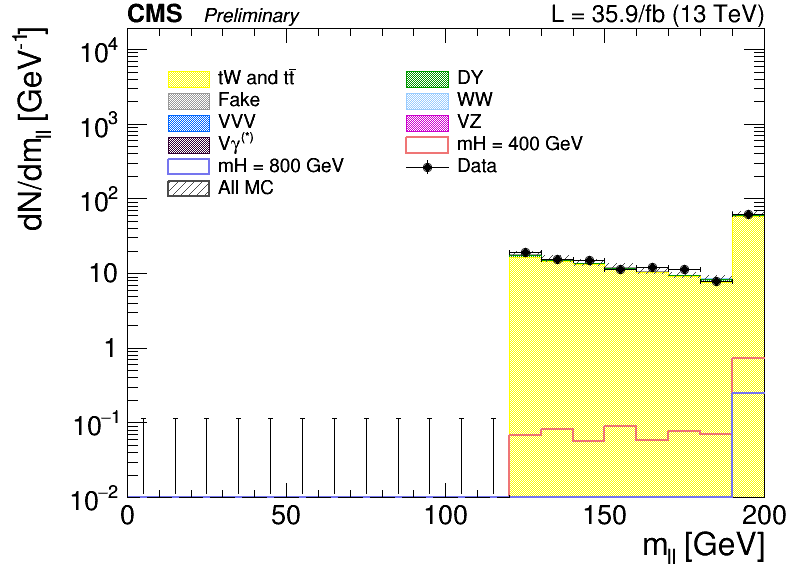 CMS Preliminary L = 35.9/fb (13 TeV)
dN/dm_ll [GeV⁻¹]
10⁴
10³
10²
10
1
10⁻¹
10⁻²
tW and tt̄ DY
Fake WW
VVV VZ
Vγ⁽*⁾ mH = 400 GeV
mH = 800 GeV Data
All MC
0 50 100 150 200
m_ll [GeV]